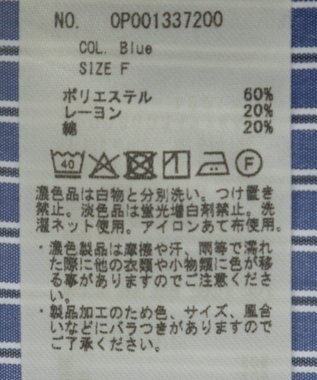 NO. OP001337200
COL. Blue
SIZE F
ポリエステル 60%
レーヨン 20%
綿 20%
40 F
濃色品は白物と分別洗い。つけ置き
禁止。淡色品は蛍光増白剤禁止。洗
濯ネット使用。アイロンあて布使用。
・濃色製品は摩擦や汗、雨等で濡れ
た際に他の衣類や小物類に色が移
る事がありますのでご注意くださ
い。
・製品加工のため色、サイズ、風合
いなどにバラつきがありますので
ご了承ください。